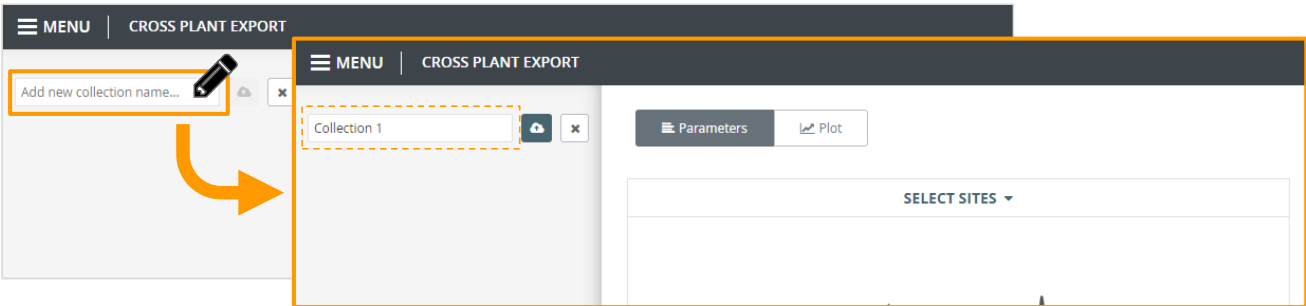 MENU CROSS PLANT EXPORT
Add new collection name...
MENU CROSS PLANT EXPORT
Collection 1
Parameters Plot
SELECT SITES